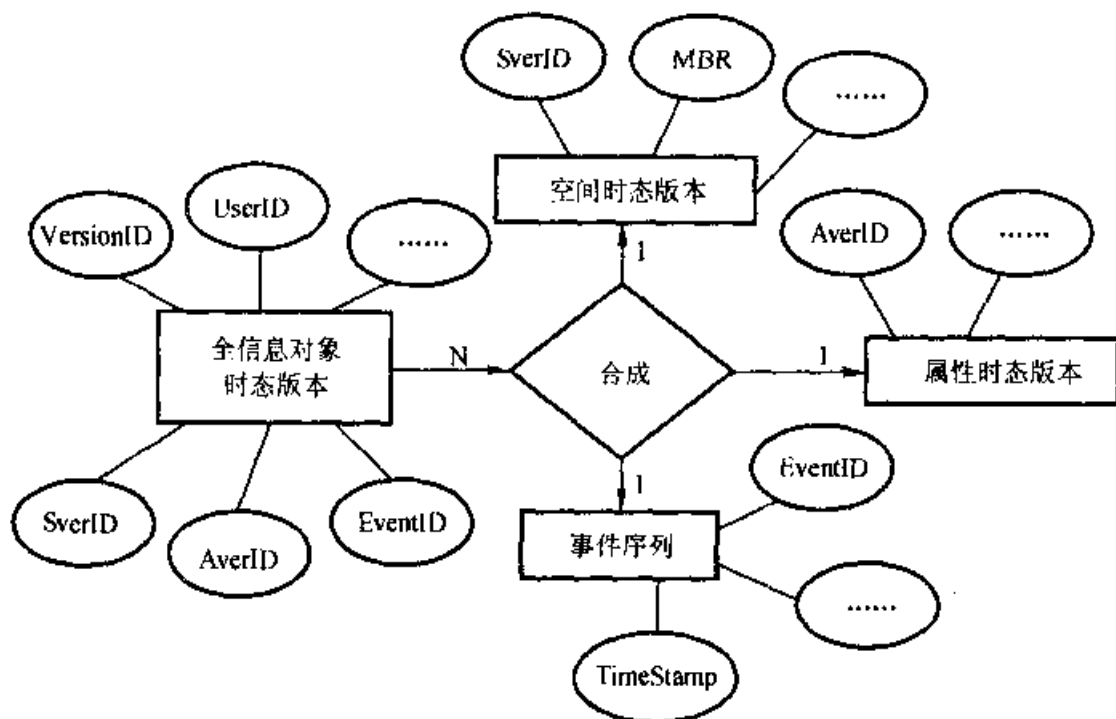 SverID
MBR
……
空间时态版本
UserID
VersionID
……
AverID
……
1
全信息对象
时态版本
N
合成
1
属性时态版本
1
EventID
SverID
AverID
EventID
事件序列
……
TimeStamp